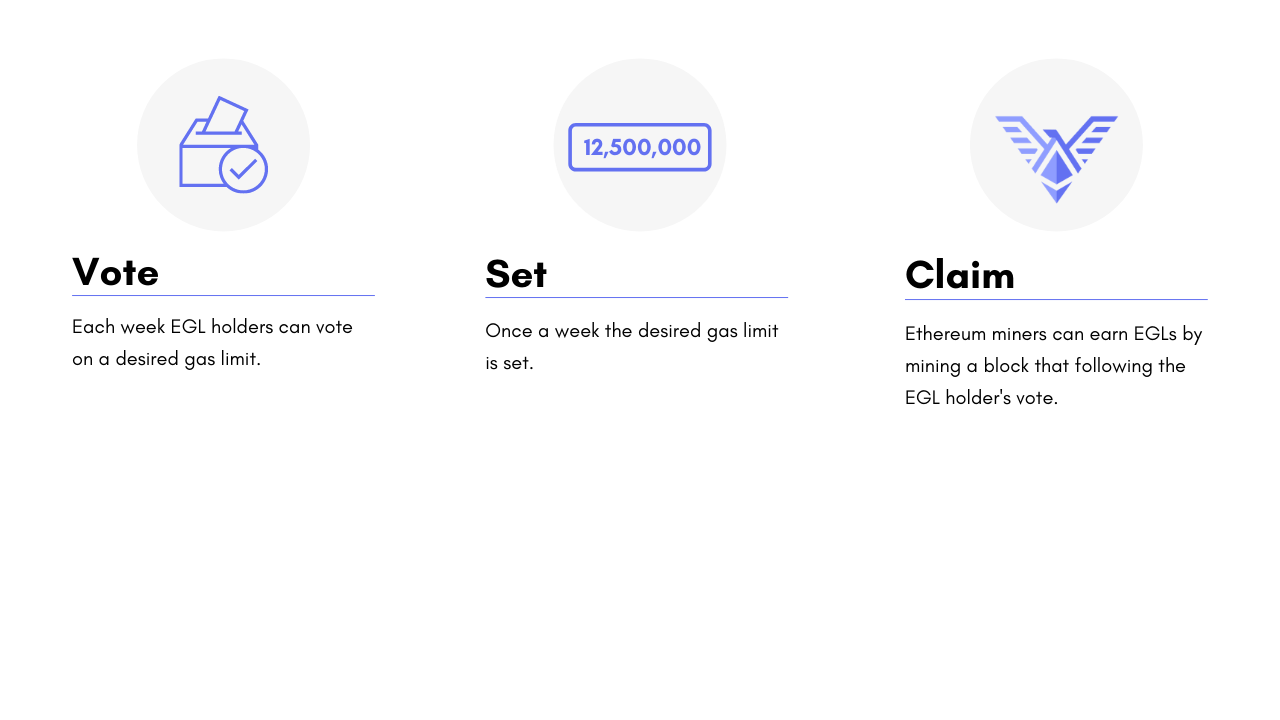 12,500,000
Vote
Each week EGL holders can vote
on a desired gas limit.
Set
Once a week the desired gas limit
is set.
Claim
Ethereum miners can earn EGLs by
mining a block that following the
EGL holder's vote.